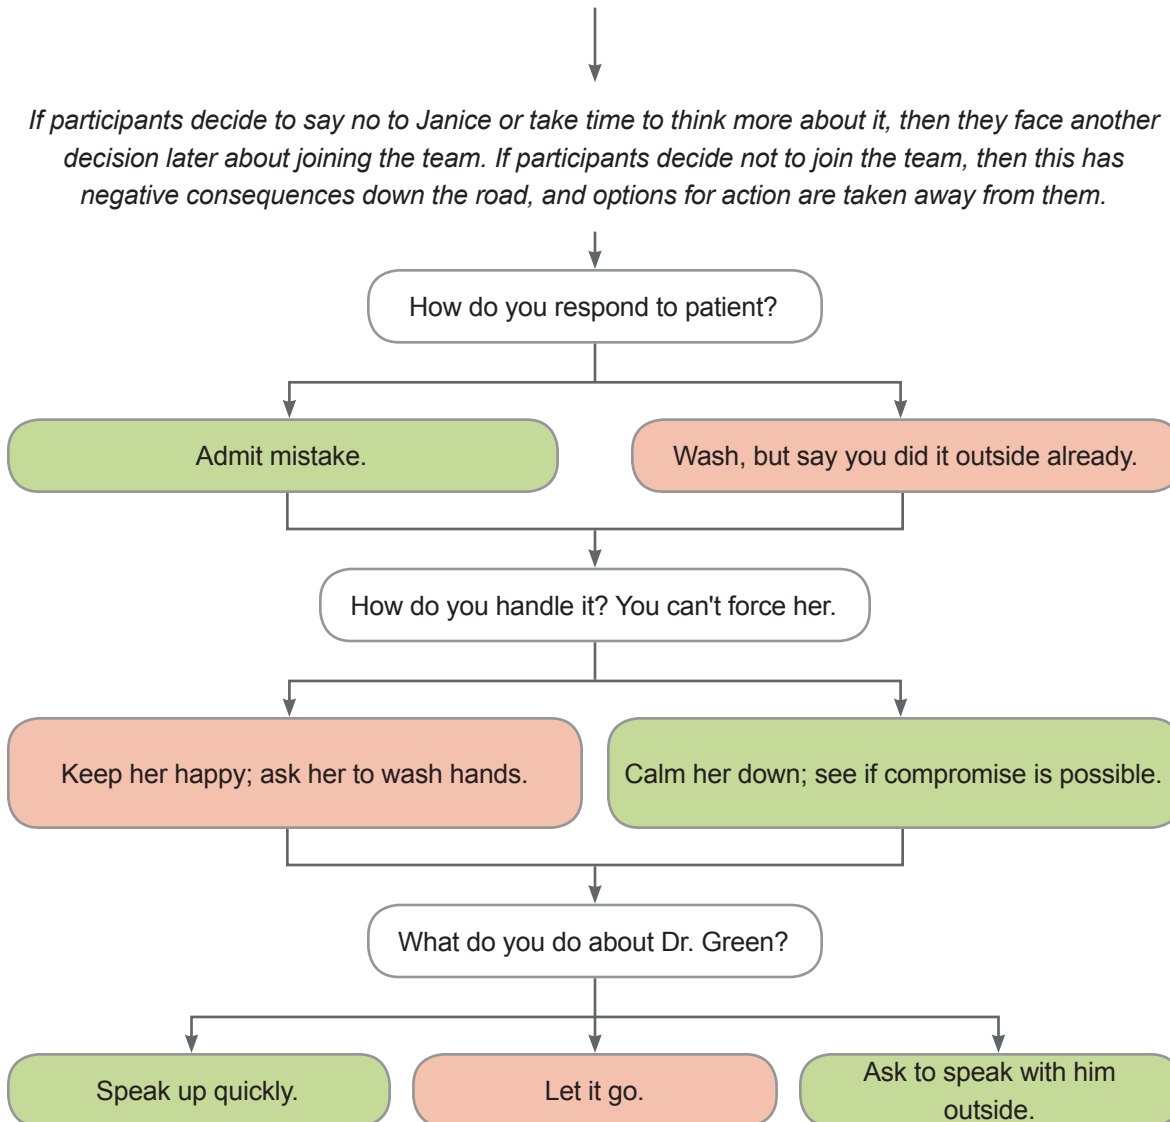 If participants decide to say no to Janice or take time to think more about it, then they face another
decision later about joining the team. If participants decide not to join the team, then this has
negative consequences down the road, and options for action are taken away from them.
How do you respond to patient?
Admit mistake.
Wash, but say you did it outside already.
How do you handle it? You can't force her.
Keep her happy; ask her to wash hands.
Calm her down; see if compromise is possible.
What do you do about Dr. Green?
Speak up quickly.
Let it go.
Ask to speak with him
outside.